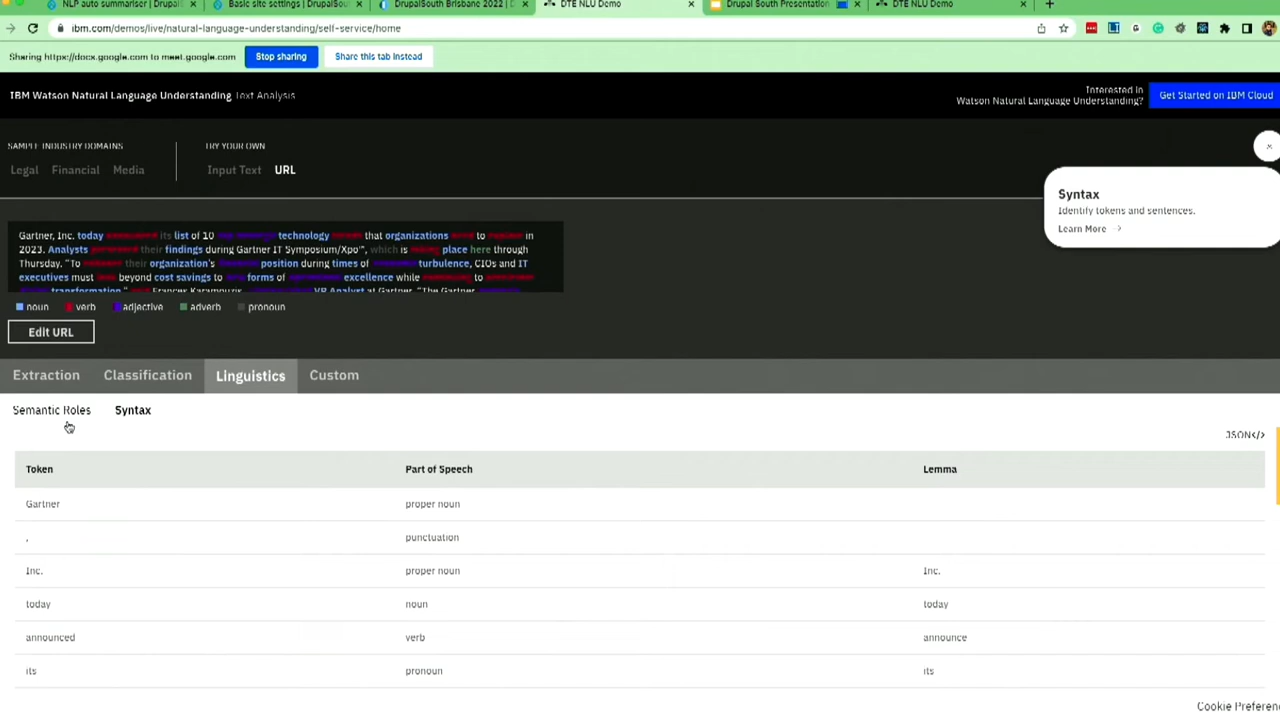 NLP auto summariser | Drupal
Basic site settings | DrupalSou
DrupalSouth Brisbane 2022 | D
DTE NLU Demo
Drupal South Presentation
DTE NLU Demo
ibm.com/demos/live/natural-language-understanding/self-service/home
Sharing https://docs.google.com to meet.google.com
Stop sharing
Share this tab instead
IBM Watson Natural Language Understanding Text Analysis
Interested in
Watson Natural Language Understanding?
Get Started on IBM Cloud
SAMPLE INDUSTRY DOMAINS
TRY YOUR OWN
Legal Financial Media
Input Text URL
Syntax
Identify tokens and sentences.
Learn More →
Gartner, Inc. today announced its list of 10 technology trends that organizations need to in
2023. Analysts presented their findings during Gartner IT Symposium/Xpo™, which is taking place here through
Thursday. "To their organization's position during times of turbulence, CIOs and IT
executives must beyond cost savings to forms of excellence while to
transformation," said Frances Karamouzis, VP Analyst at Gartner. "The Gartner
noun verb adjective adverb pronoun
Edit URL
Extraction Classification Linguistics Custom
Semantic Roles Syntax
JSON</>
Token Part of Speech Lemma
Gartner proper noun
, punctuation
Inc. proper noun Inc.
today noun today
announced verb announce
its pronoun its
Cookie Preferen